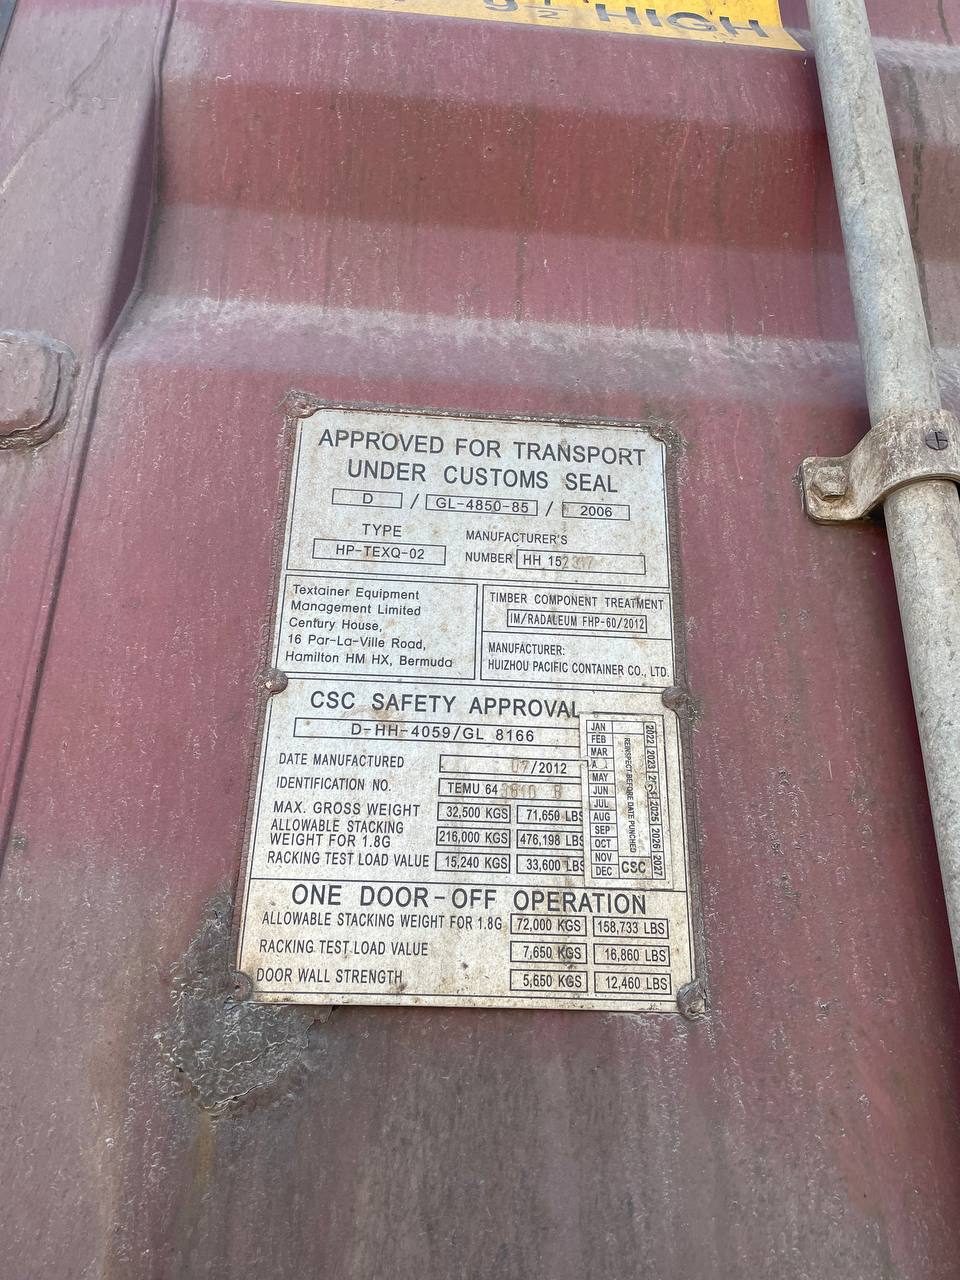 9½ HIGH
APPROVED FOR TRANSPORT
UNDER CUSTOMS SEAL
D / GL-4850-85 / 2006
TYPE
HP-TEXQ-02
MANUFACTURER'S
NUMBER HH
Textainer Equipment
Management Limited
Century House,
16 Par-La-Ville Road,
Hamilton HM HX, Bermuda
TIMBER COMPONENT TREATMENT
IM/RADALEUM FHP-60/2012
MANUFACTURER:
HUIZHOU PACIFIC CONTAINER CO., LTD.
CSC SAFETY APPROVAL
D-HH-4059/GL 8166
DATE MANUFACTURED 07/2012
IDENTIFICATION NO. TEMU
MAX. GROSS WEIGHT 32,500 KGS 71,650 LBS
ALLOWABLE STACKING
WEIGHT FOR 1.8G 216,000 KGS 476,198 LBS
RACKING TEST LOAD VALUE 15,240 KGS 33,600 LBS
JAN
FEB
MAR
MAY
JUN
JUL
AUG
SEP
OCT
NOV
DEC
REINSPECT BEFORE DATE PUNCHED
CSC
2022 2023 2025 2026 2027
ONE DOOR-OFF OPERATION
ALLOWABLE STACKING WEIGHT FOR 1.8G 72,000 KGS 158,733 LBS
RACKING TEST LOAD VALUE 7,650 KGS 16,860 LBS
DOOR WALL STRENGTH 5,650 KGS 12,460 LBS